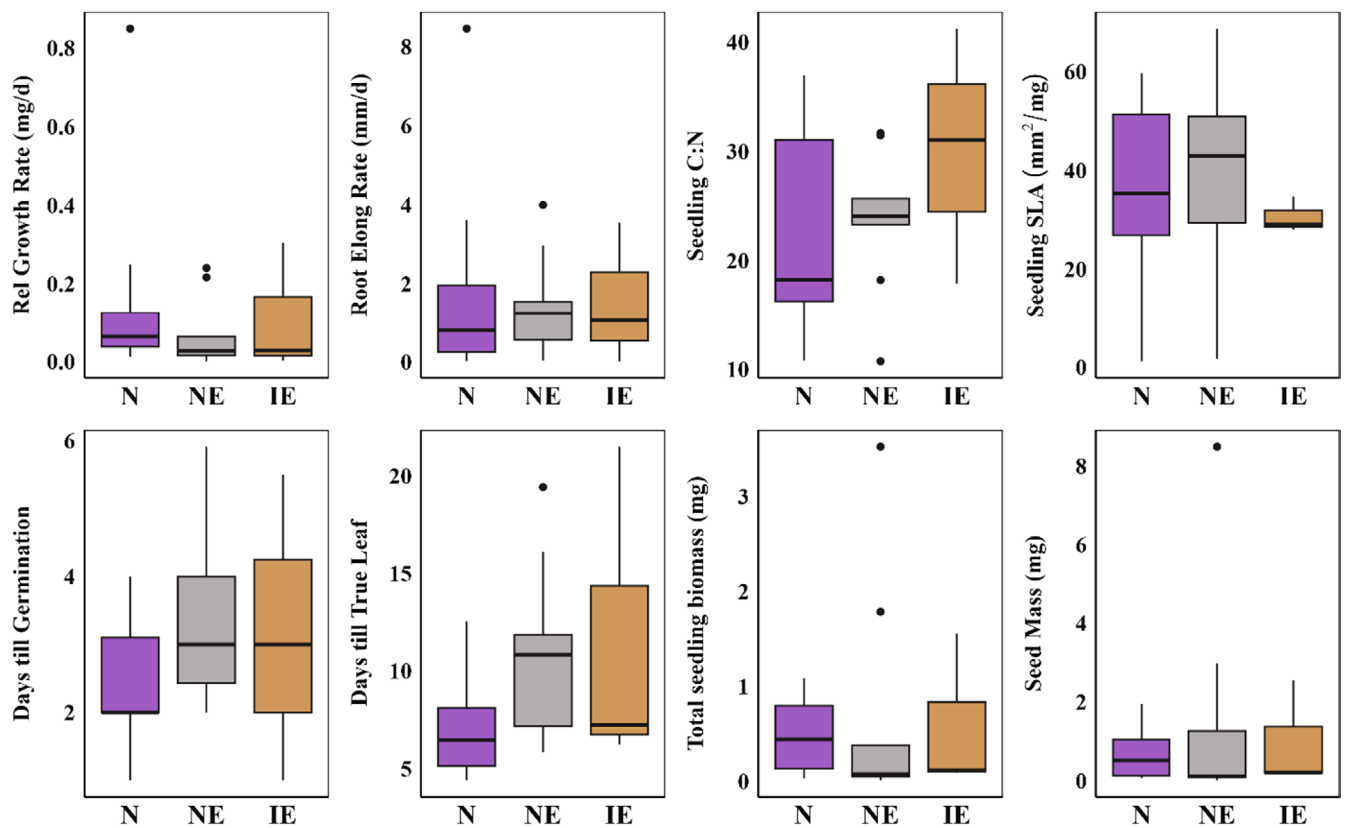 Rel Growth Rate (mg/d)
0.8
0.6
0.4
0.2
0.0
N NE IE
Root Elong Rate (mm/d)
8
6
4
2
0
N NE IE
Seedling C:N
40
30
20
10
N NE IE
Seedling SLA (mm²/mg)
60
40
20
0
N NE IE
Days till Germination
6
4
2
N NE IE
Days till True Leaf
20
15
10
5
N NE IE
Total seedling biomass (mg)
3
2
1
0
N NE IE
Seed Mass (mg)
8
6
4
2
0
N NE IE